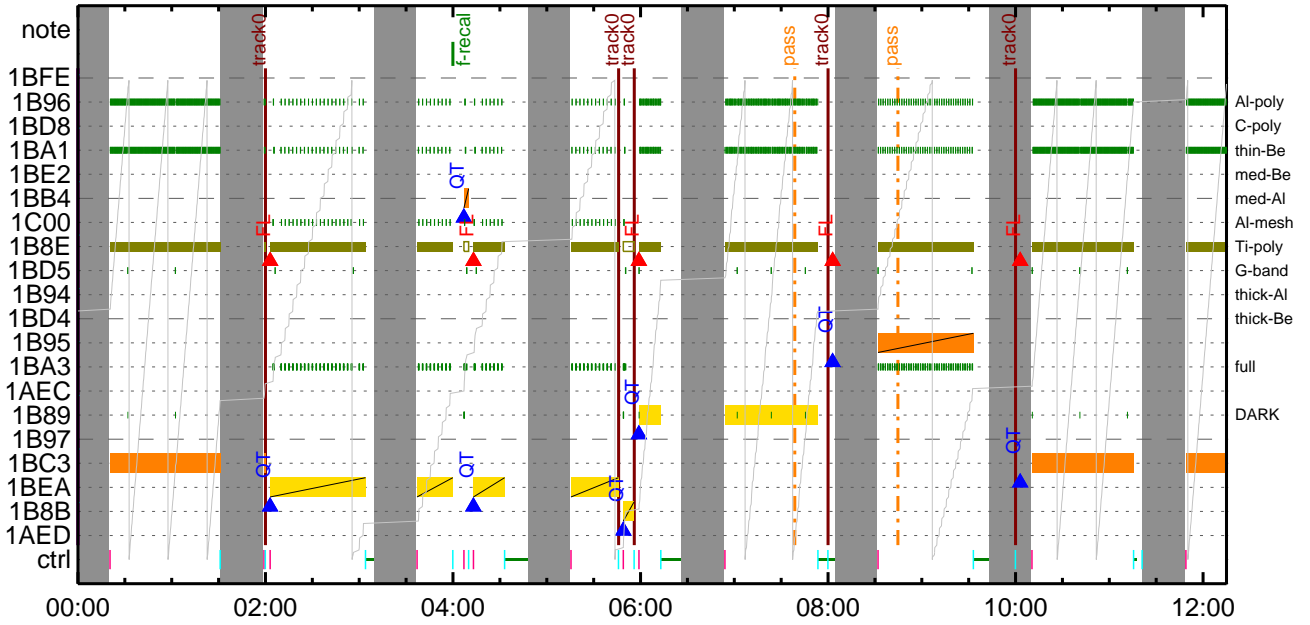 note
track0
f-recal
track0
track0
pass
track0
pass
track0
1BFE
1B96 Al-poly
1BD8 C-poly
1BA1 thin-Be
1BE2 med-Be
QT
1BB4 med-Al
1C00 Al-mesh
FL
FL
FL
FL
FL
1B8E Ti-poly
1BD5 G-band
1B94 thick-Al
1BD4 thick-Be
QT
1B95
1BA3 full
1AEC
QT
1B89 DARK
1B97
QT
1BC3
QT
QT
1BEA
QT
1B8B
1AED
ctrl
00:00 02:00 04:00 06:00 08:00 10:00 12:00